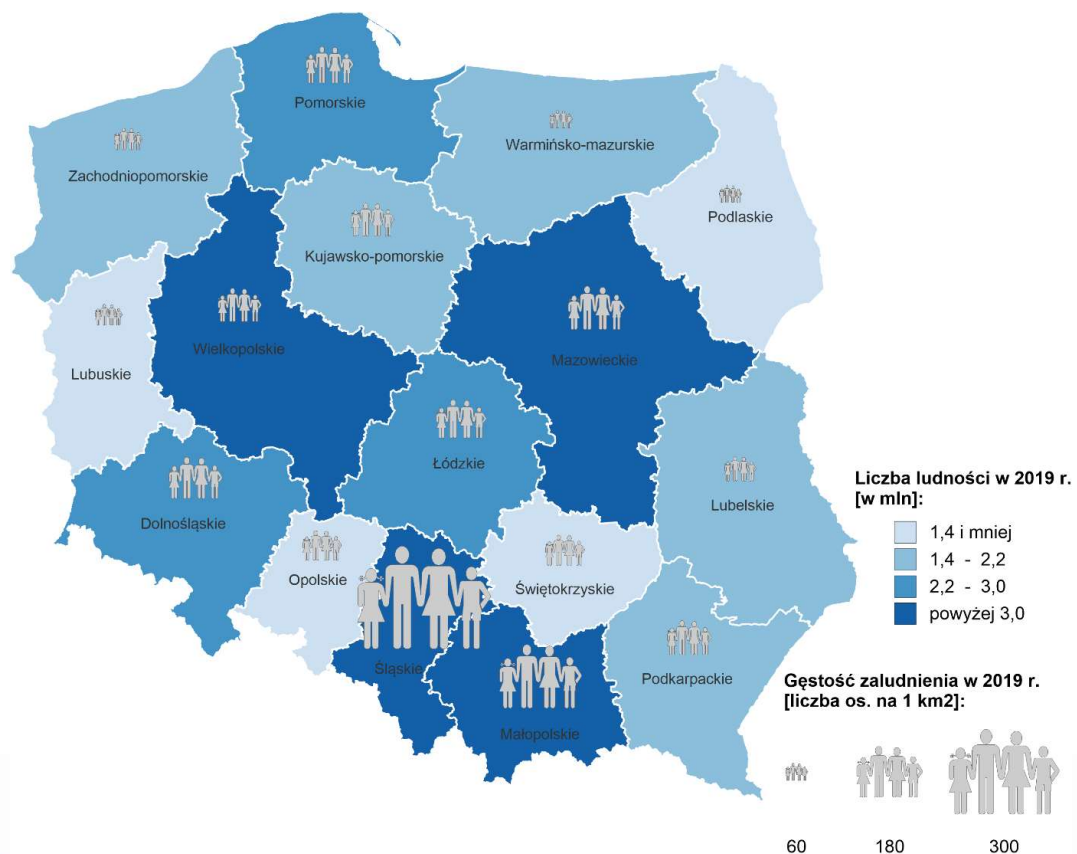 Pomorskie
Warmińsko-mazurskie
Zachodniopomorskie
Podlaskie
Kujawsko-pomorskie
Wielkopolskie
Mazowieckie
Lubuskie
Łódzkie
Lubelskie
Dolnośląskie
Opolskie
Świętokrzyskie
Śląskie
Podkarpackie
Małopolskie
Liczba ludności w 2019 r.
[w mln]:
1,4 i mniej
1,4 - 2,2
2,2 - 3,0
powyżej 3,0
Gęstość zaludnienia w 2019 r.
[liczba os. na 1 km2]:
60 180 300